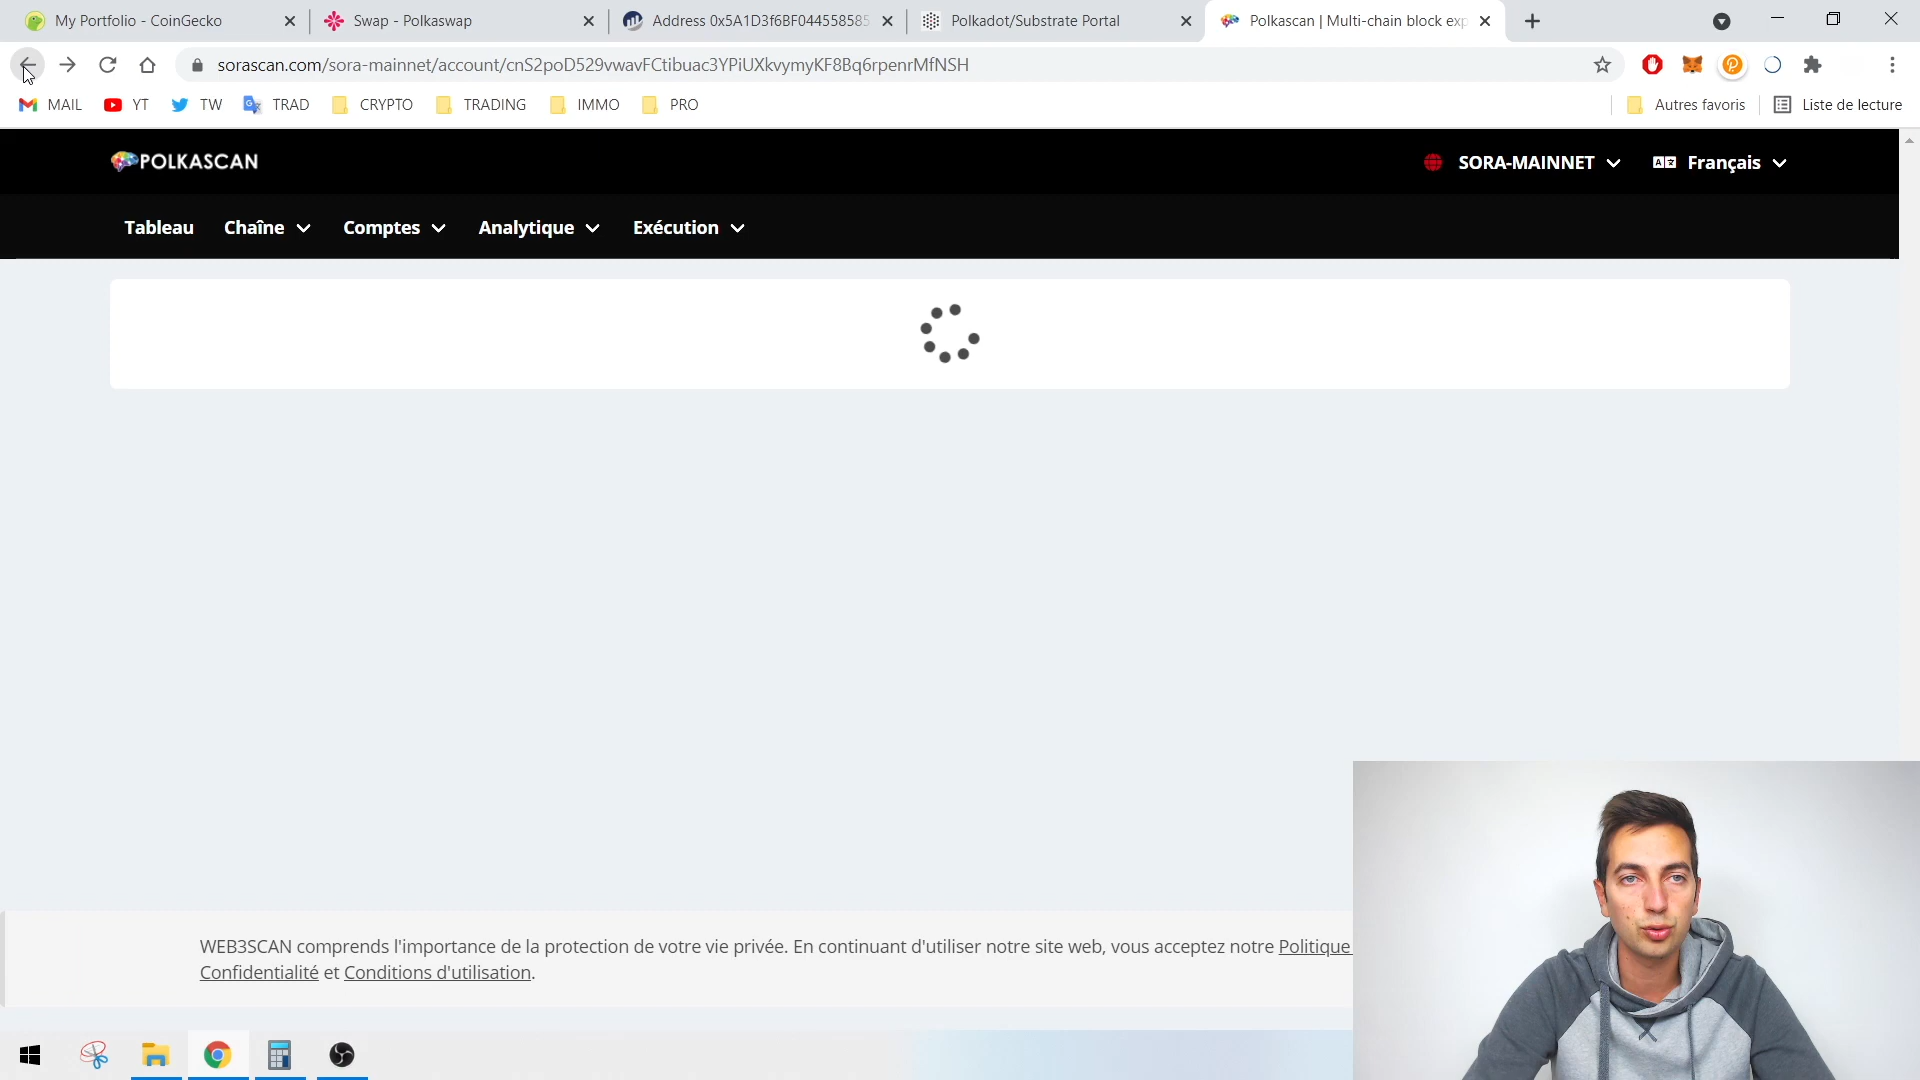 My Portfolio - CoinGecko
Swap - Polkaswap
Address 0x5A1D3f6BF044558585
Polkadot/Substrate Portal
Polkascan | Multi-chain block exp
sorascan.com/sora-mainnet/account/cnS2poD529vwavFCtibuac3YPiUXkvymyKF8Bq6rpenrMfNSH
MAIL
YT
TW
TRAD
CRYPTO
TRADING
IMMO
PRO
Autres favoris
Liste de lecture
POLKASCAN
SORA-MAINNET
Français
Tableau
Chaîne
Comptes
Analytique
Exécution
WEB3SCAN comprends l'importance de la protection de votre vie privée. En continuant d'utiliser notre site web, vous acceptez notre Politique
Confidentialité et Conditions d'utilisation.